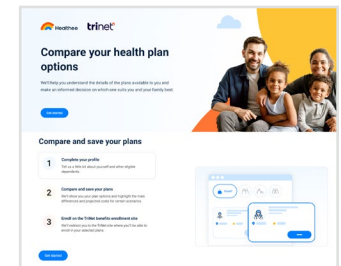 Healthee trinet
Compare your health plan
options
We'll help you understand the details of the plans available to you and
make an informed decision on which one suits you and your family best
Get started
Compare and save your plans
1
Complete your profile
Tell us a little bit about yourself and other eligible
dependents.
2
Compare and save your plans
We'll show you your plan options and highlight the main
differences and projected costs for certain scenarios.
3
Enroll on the TriNet benefits enrollment site
We'll redirect you to the TriNet site where you'll be able to
enroll in your selected plans.
Get started